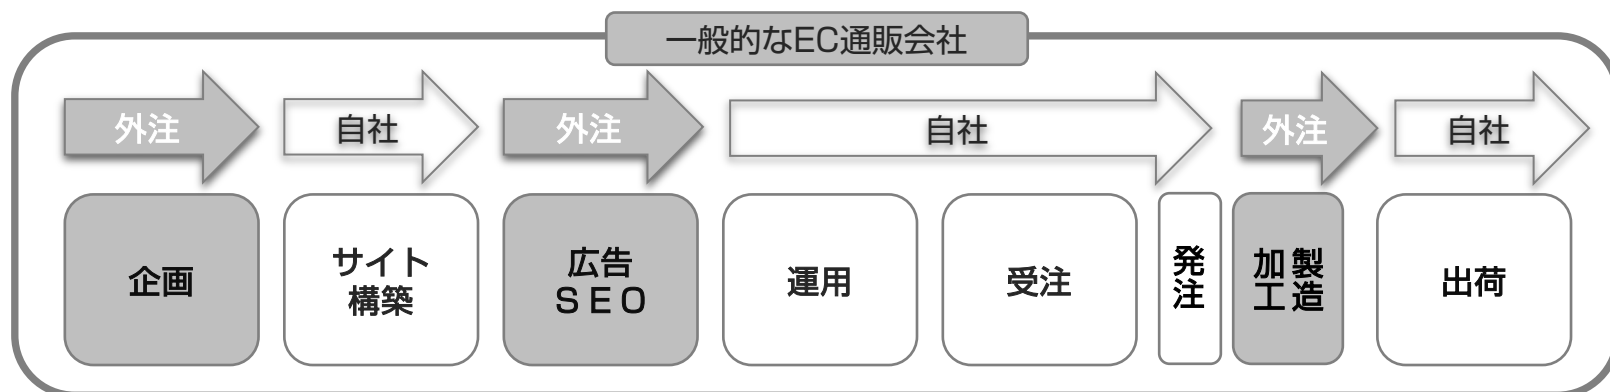 一般的なEC通販会社
外注
自社
外注
自社
外注
自社
企画
サイト
構築
広告
ＳＥＯ
運用
受注
発注
製造
加工
出荷